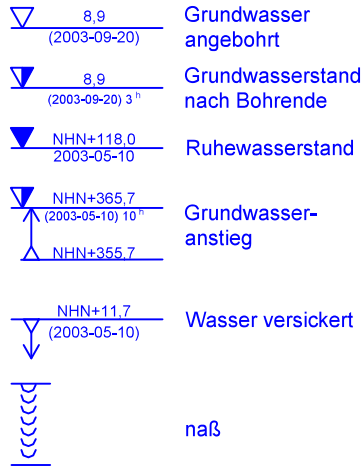 8,9
(2003-09-20)
Grundwasser
angebohrt
8,9
(2003-09-20) 3 h
Grundwasserstand
nach Bohrende
NHN+118,0
2003-05-10
Ruhewasserstand
NHN+365,7
(2003-05-10) 10 h
NHN+355,7
Grundwasser-
anstieg
NHN+11,7
(2003-05-10)
Wasser versickert
naß